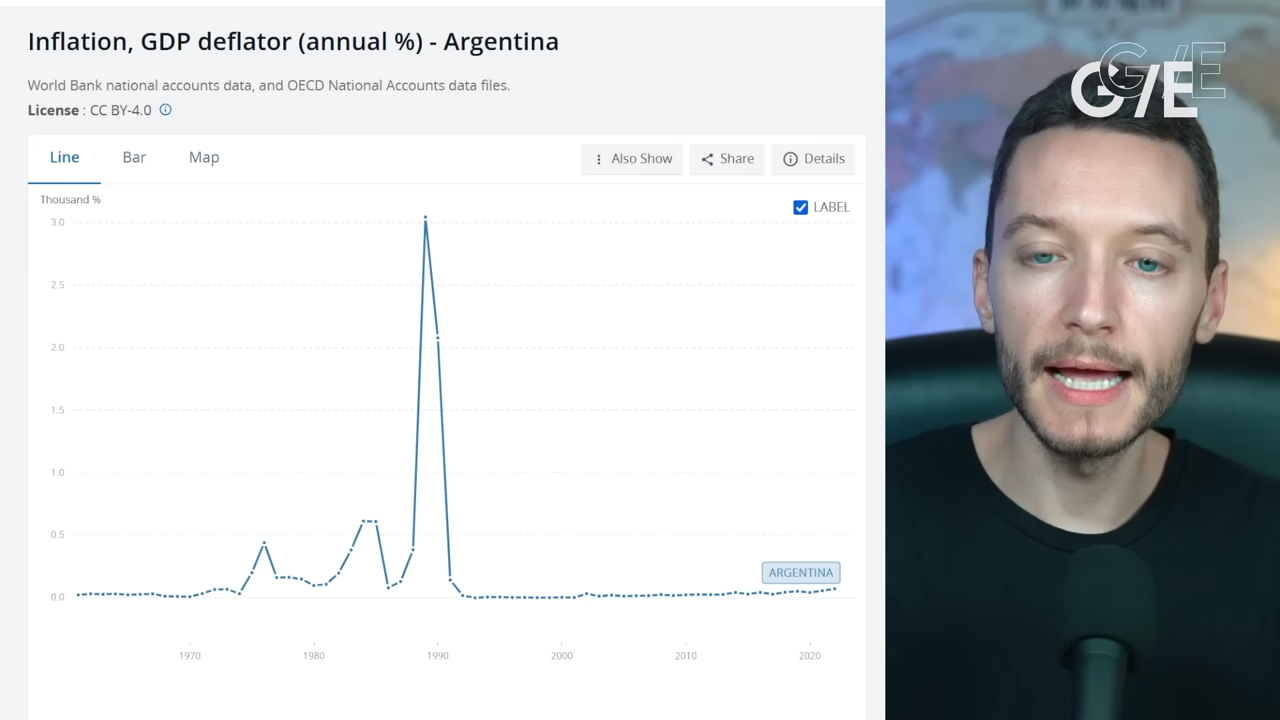 Inflation, GDP deflator (annual %) - Argentina
World Bank national accounts data, and OECD National Accounts data files.
License : CC BY-4.0
Line Bar Map
Also Show Share Details
Thousand %
LABEL
3.0
2.5
2.0
1.5
1.0
0.5
0.0
ARGENTINA
1970 1980 1990 2000 2010 2020
G/E
G/E